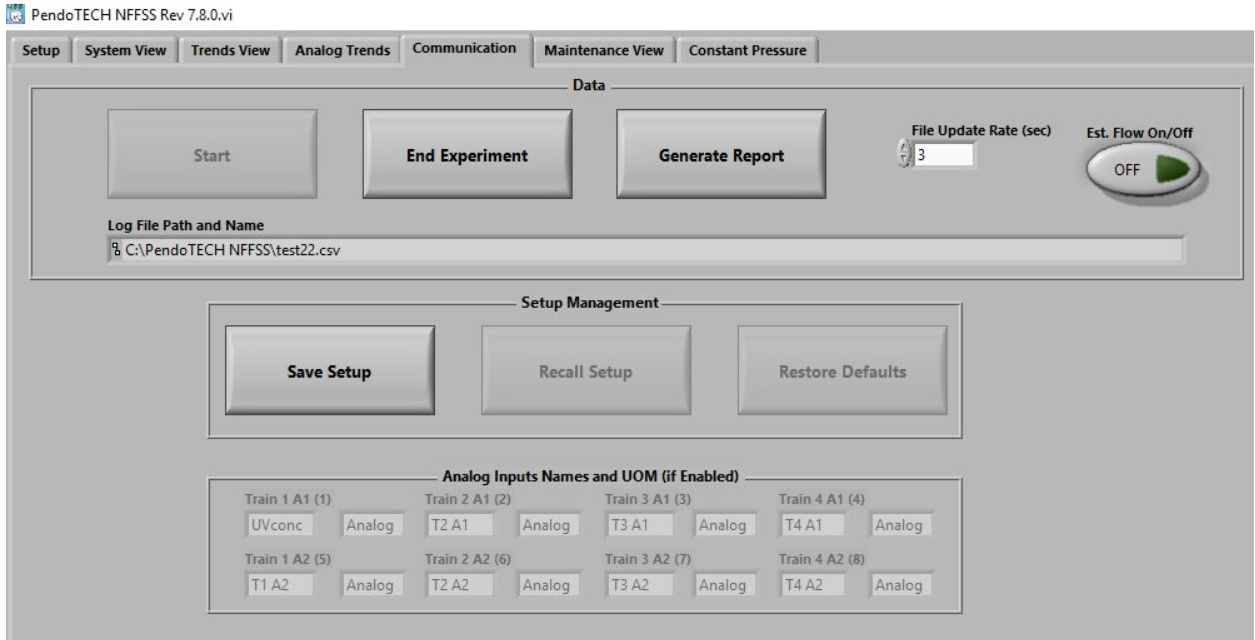 PendoTECH NFFSS Rev 7.8.0.vi
Setup System View Trends View Analog Trends Communication Maintenance View Constant Pressure
Data
Start End Experiment Generate Report
File Update Rate (sec) Est. Flow On/Off
3 OFF
Log File Path and Name
C:\PendoTECH NFFSS\test22.csv
Setup Management
Save Setup Recall Setup Restore Defaults
Analog Inputs Names and UOM (if Enabled)
Train 1 A1 (1) Train 2 A1 (2) Train 3 A1 (3) Train 4 A1 (4)
UVconc Analog T2 A1 Analog T3 A1 Analog T4 A1 Analog
Train 1 A2 (5) Train 2 A2 (6) Train 3 A2 (7) Train 4 A2 (8)
T1 A2 Analog T2 A2 Analog T3 A2 Analog T4 A2 Analog